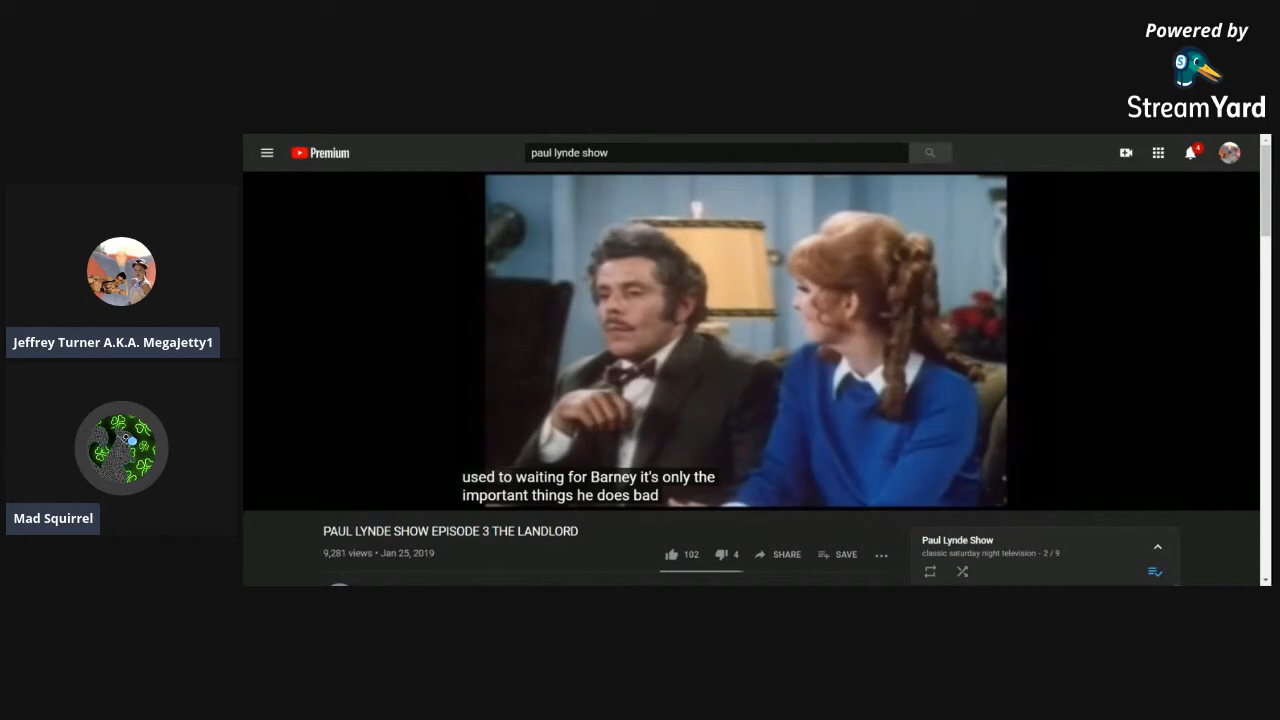 Powered by
StreamYard
Premium
paul lynde show
4
Jeffrey Turner A.K.A. MegaJetty1
Mad Squirrel
used to waiting for Barney it's only the
important things he does bad
PAUL LYNDE SHOW EPISODE 3 THE LANDLORD
9,281 views • Jan 25, 2019
102
4
SHARE
SAVE
Paul Lynde Show
classic saturday night television - 2 / 9